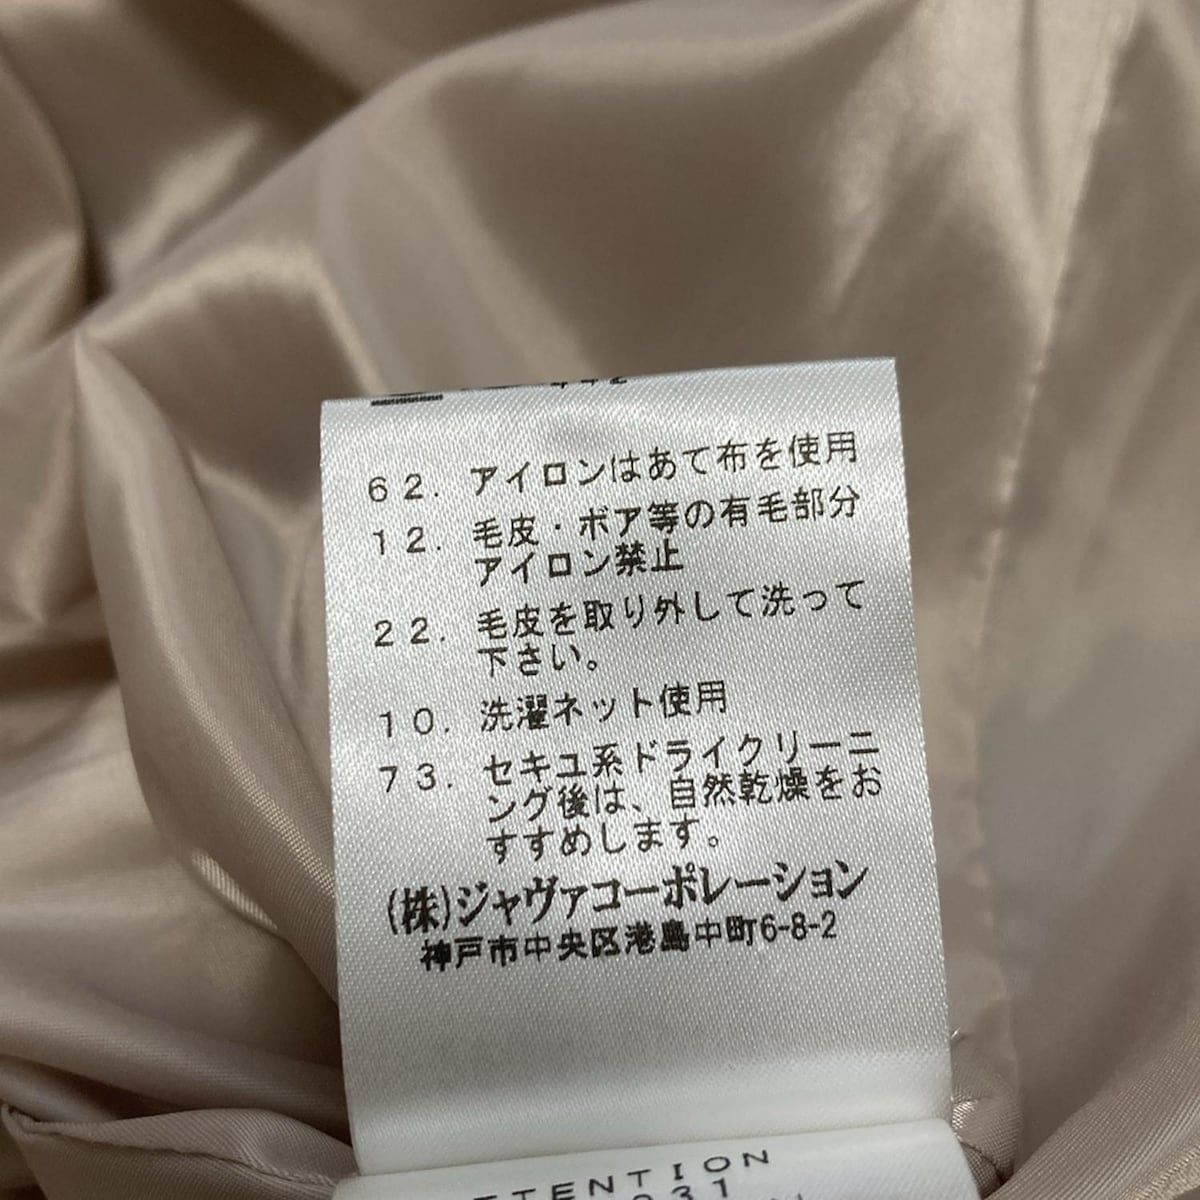 62. アイロンはあて布を使用
12. 毛皮・ボア等の有毛部分
アイロン禁止
22. 毛皮を取り外して洗って
下さい。
10. 洗濯ネット使用
73. セキユ系ドライクリーニ
ング後は、自然乾燥をお
すすめします。
(株)ジャヴァコーポレーション
神戸市中央区港島中町6-8-2
TTENTION
031